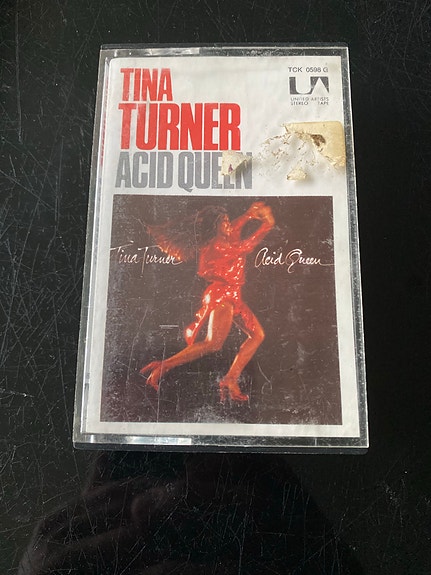 TINA
TURNER
ACID QUEEN
TCK 0598 G
UA
UNITED ARTISTS
STEREO TAPE
Tina Turner
Acid Queen